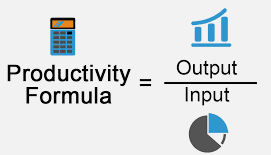 Productivity
Formula
=
Output
Input